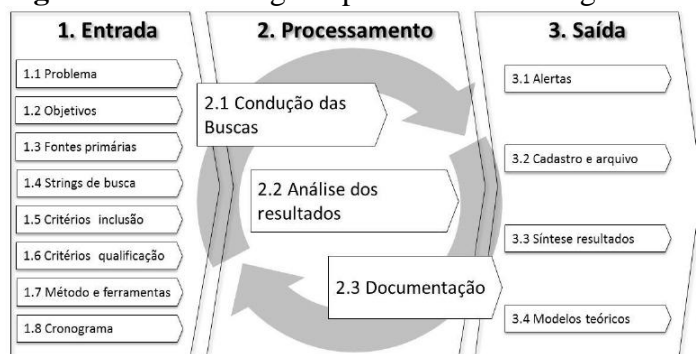 1. Entrada
1.1 Problema
1.2 Objetivos
1.3 Fontes primárias
1.4 Strings de busca
1.5 Critérios inclusão
1.6 Critérios qualificação
1.7 Método e ferramentas
1.8 Cronograma
2. Processamento
2.1 Condução das
Buscas
2.2 Análise dos
resultados
2.3 Documentação
3. Saída
3.1 Alertas
3.2 Cadastro e arquivo
3.3 Síntese resultados
3.4 Modelos teóricos